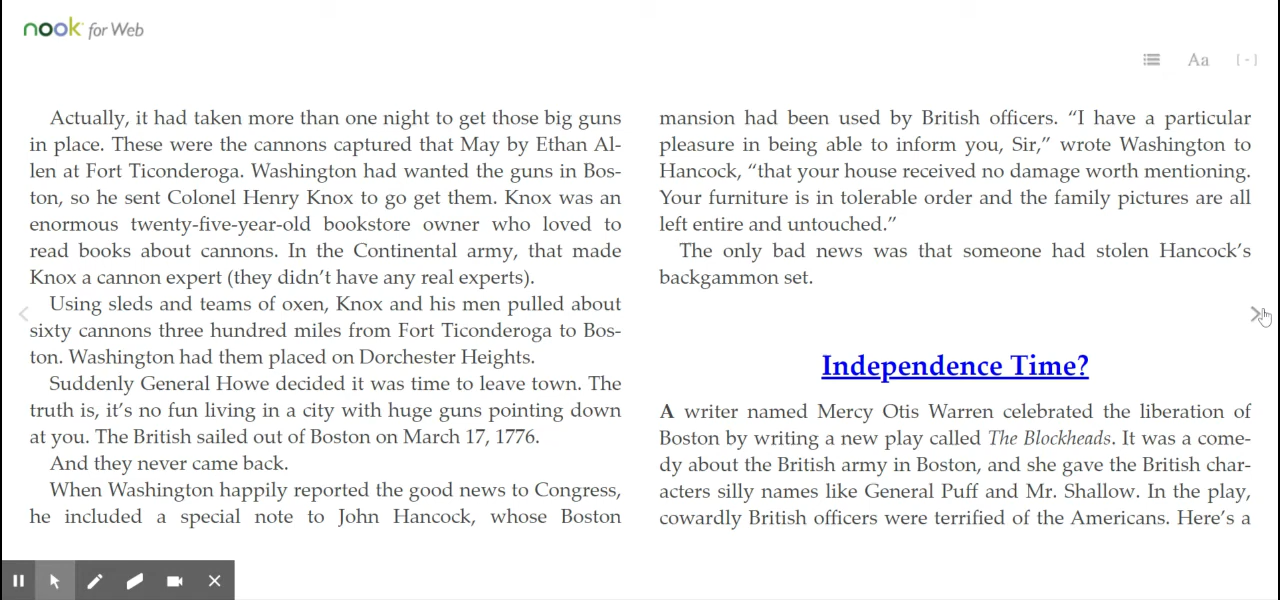 nook for Web
Aa
[ - ]
Actually, it had taken more than one night to get those big guns
in place. These were the cannons captured that May by Ethan Al-
len at Fort Ticonderoga. Washington had wanted the guns in Bos-
ton, so he sent Colonel Henry Knox to go get them. Knox was an
enormous twenty-five-year-old bookstore owner who loved to
read books about cannons. In the Continental army, that made
Knox a cannon expert (they didn’t have any real experts).
Using sleds and teams of oxen, Knox and his men pulled about
sixty cannons three hundred miles from Fort Ticonderoga to Bos-
ton. Washington had them placed on Dorchester Heights.
Suddenly General Howe decided it was time to leave town. The
truth is, it’s no fun living in a city with huge guns pointing down
at you. The British sailed out of Boston on March 17, 1776.
And they never came back.
When Washington happily reported the good news to Congress,
he included a special note to John Hancock, whose Boston
mansion had been used by British officers. “I have a particular
pleasure in being able to inform you, Sir,” wrote Washington to
Hancock, “that your house received no damage worth mentioning.
Your furniture is in tolerable order and the family pictures are all
left entire and untouched.”
The only bad news was that someone had stolen Hancock’s
backgammon set.
Independence Time?
A writer named Mercy Otis Warren celebrated the liberation of
Boston by writing a new play called The Blockheads. It was a come-
dy about the British army in Boston, and she gave the British char-
acters silly names like General Puff and Mr. Shallow. In the play,
cowardly British officers were terrified of the Americans. Here’s a